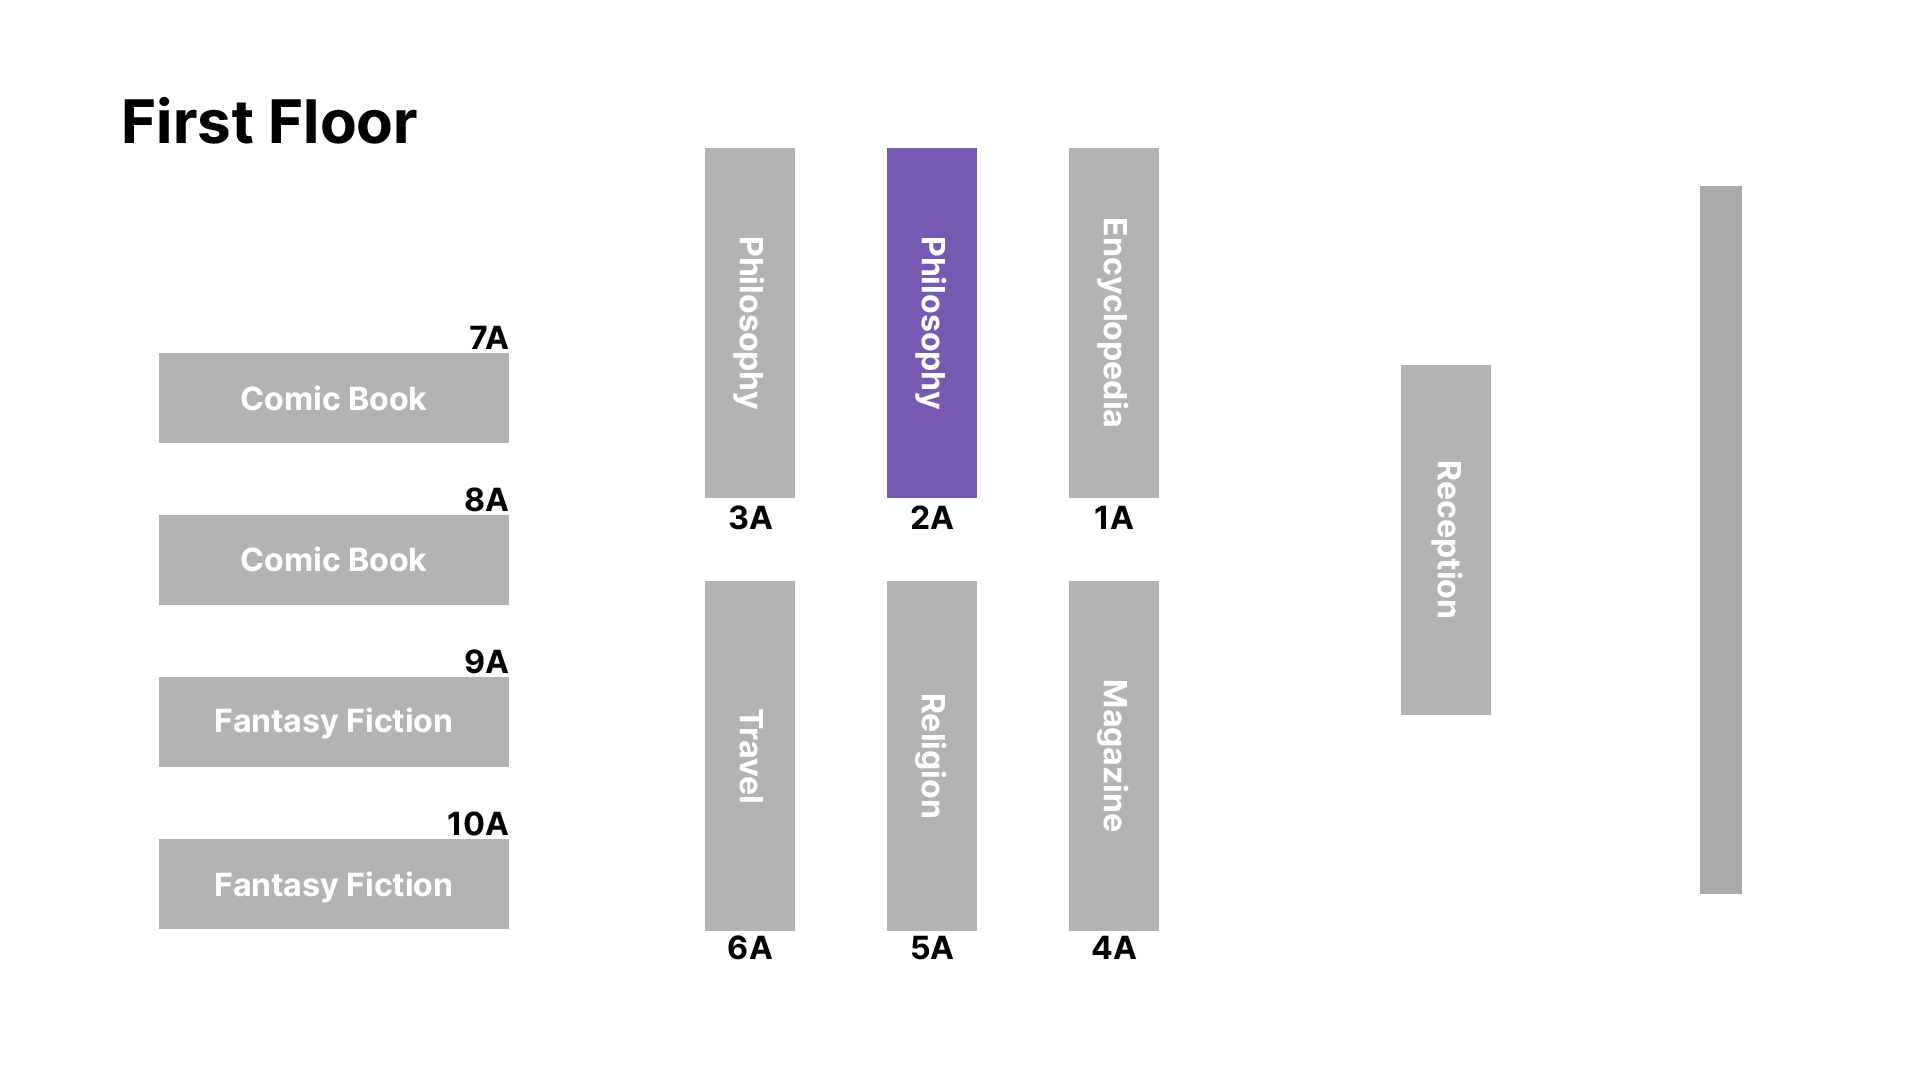 First Floor
Philosophy
Philosophy
Encyclopedia
3A
2A
1A
7A
Comic Book
8A
Comic Book
9A
Fantasy Fiction
10A
Fantasy Fiction
Travel
Religion
Magazine
6A
5A
4A
Reception